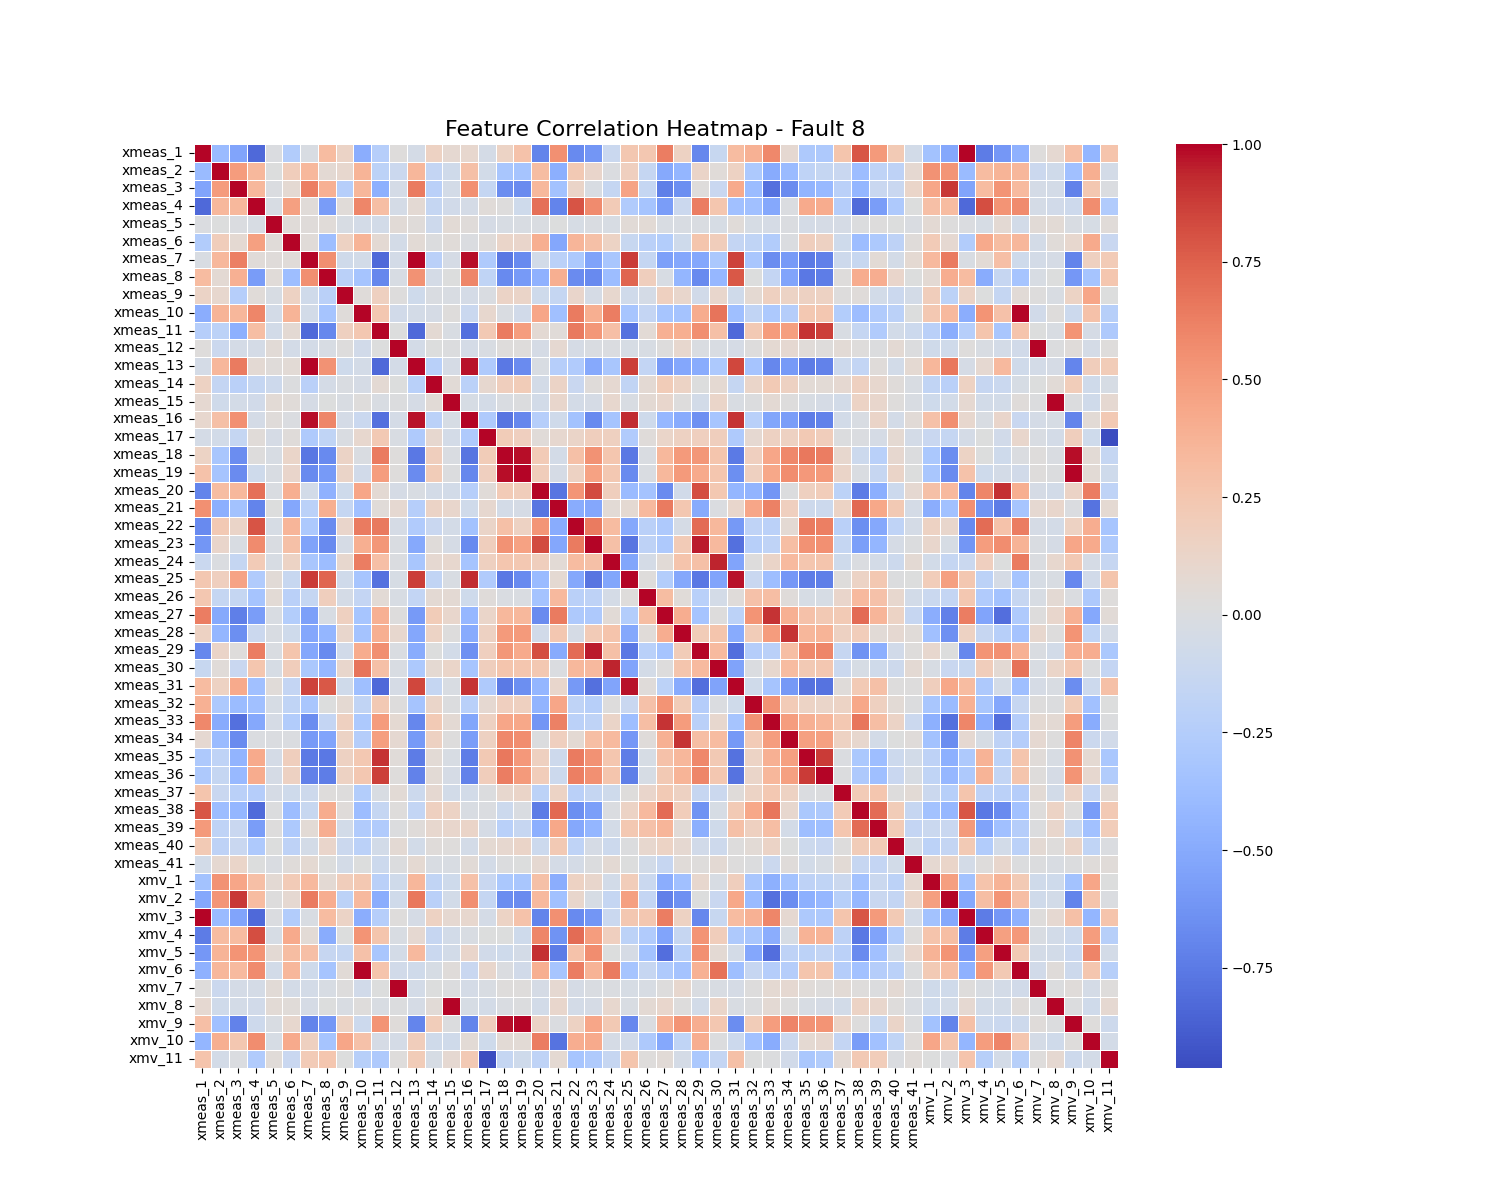 Feature Correlation Heatmap - Fault 8
xmeas_1
xmeas_2
xmeas_3
xmeas_4
xmeas_5
xmeas_6
xmeas_7
xmeas_8
xmeas_9
xmeas_10
xmeas_11
xmeas_12
xmeas_13
xmeas_14
xmeas_15
xmeas_16
xmeas_17
xmeas_18
xmeas_19
xmeas_20
xmeas_21
xmeas_22
xmeas_23
xmeas_24
xmeas_25
xmeas_26
xmeas_27
xmeas_28
xmeas_29
xmeas_30
xmeas_31
xmeas_32
xmeas_33
xmeas_34
xmeas_35
xmeas_36
xmeas_37
xmeas_38
xmeas_39
xmeas_40
xmeas_41
xmv_1
xmv_2
xmv_3
xmv_4
xmv_5
xmv_6
xmv_7
xmv_8
xmv_9
xmv_10
xmv_11
xmeas_1
xmeas_2
xmeas_3
xmeas_4
xmeas_5
xmeas_6
xmeas_7
xmeas_8
xmeas_9
xmeas_10
xmeas_11
xmeas_12
xmeas_13
xmeas_14
xmeas_15
xmeas_16
xmeas_17
xmeas_18
xmeas_19
xmeas_20
xmeas_21
xmeas_22
xmeas_23
xmeas_24
xmeas_25
xmeas_26
xmeas_27
xmeas_28
xmeas_29
xmeas_30
xmeas_31
xmeas_32
xmeas_33
xmeas_34
xmeas_35
xmeas_36
xmeas_37
xmeas_38
xmeas_39
xmeas_40
xmeas_41
xmv_1
xmv_2
xmv_3
xmv_4
xmv_5
xmv_6
xmv_7
xmv_8
xmv_9
xmv_10
xmv_11
1.00
0.75
0.50
0.25
0.00
−0.25
−0.50
−0.75